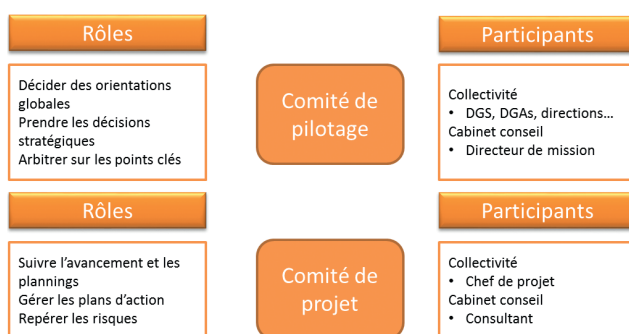 Rôles
Décider des orientations
globales
Prendre les décisions
stratégiques
Arbitrer sur les points clés
Comité de
pilotage
Participants
Collectivité
• DGS, DGAs, directions...
Cabinet conseil
• Directeur de mission
Rôles
Suivre l'avancement et les
plannings
Gérer les plans d'action
Repérer les risques
Comité de
projet
Participants
Collectivité
• Chef de projet
Cabinet conseil
• Consultant